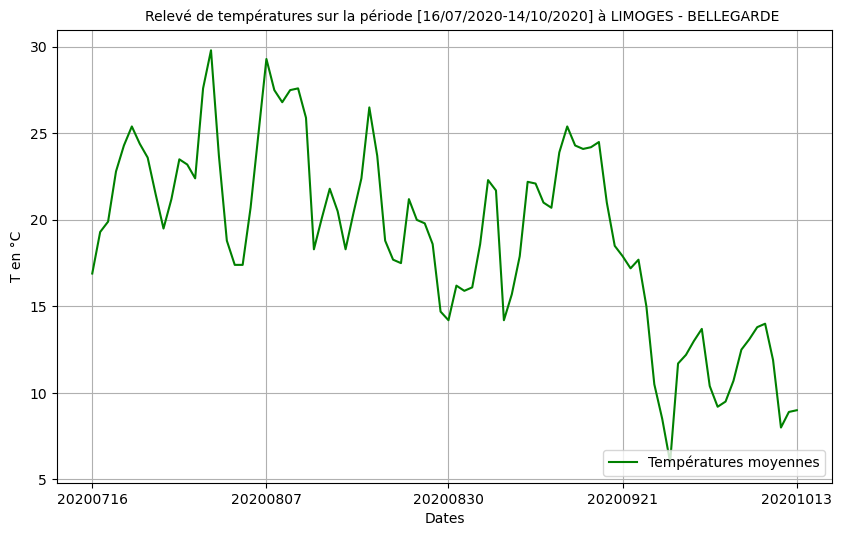 Relevé de températures sur la période [16/07/2020-14/10/2020] à LIMOGES - BELLEGARDE
30
25
20
15
10
5
T en °C
20200716 20200807 20200830 20200921 20201013
Dates
Températures moyennes